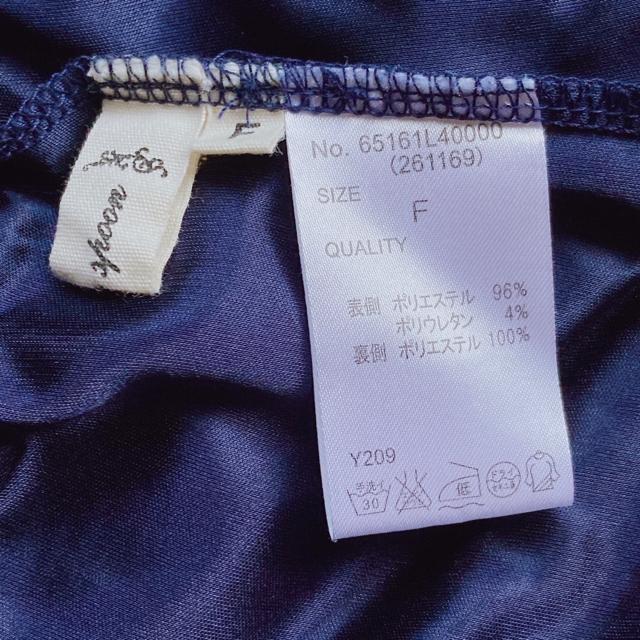 spoon
F
No. 65161L40000
(261169)
SIZE
F
QUALITY
表側 ポリエステル 96%
ポリウレタン 4%
裏側 ポリエステル 100%
Y209
手洗イ
30
低